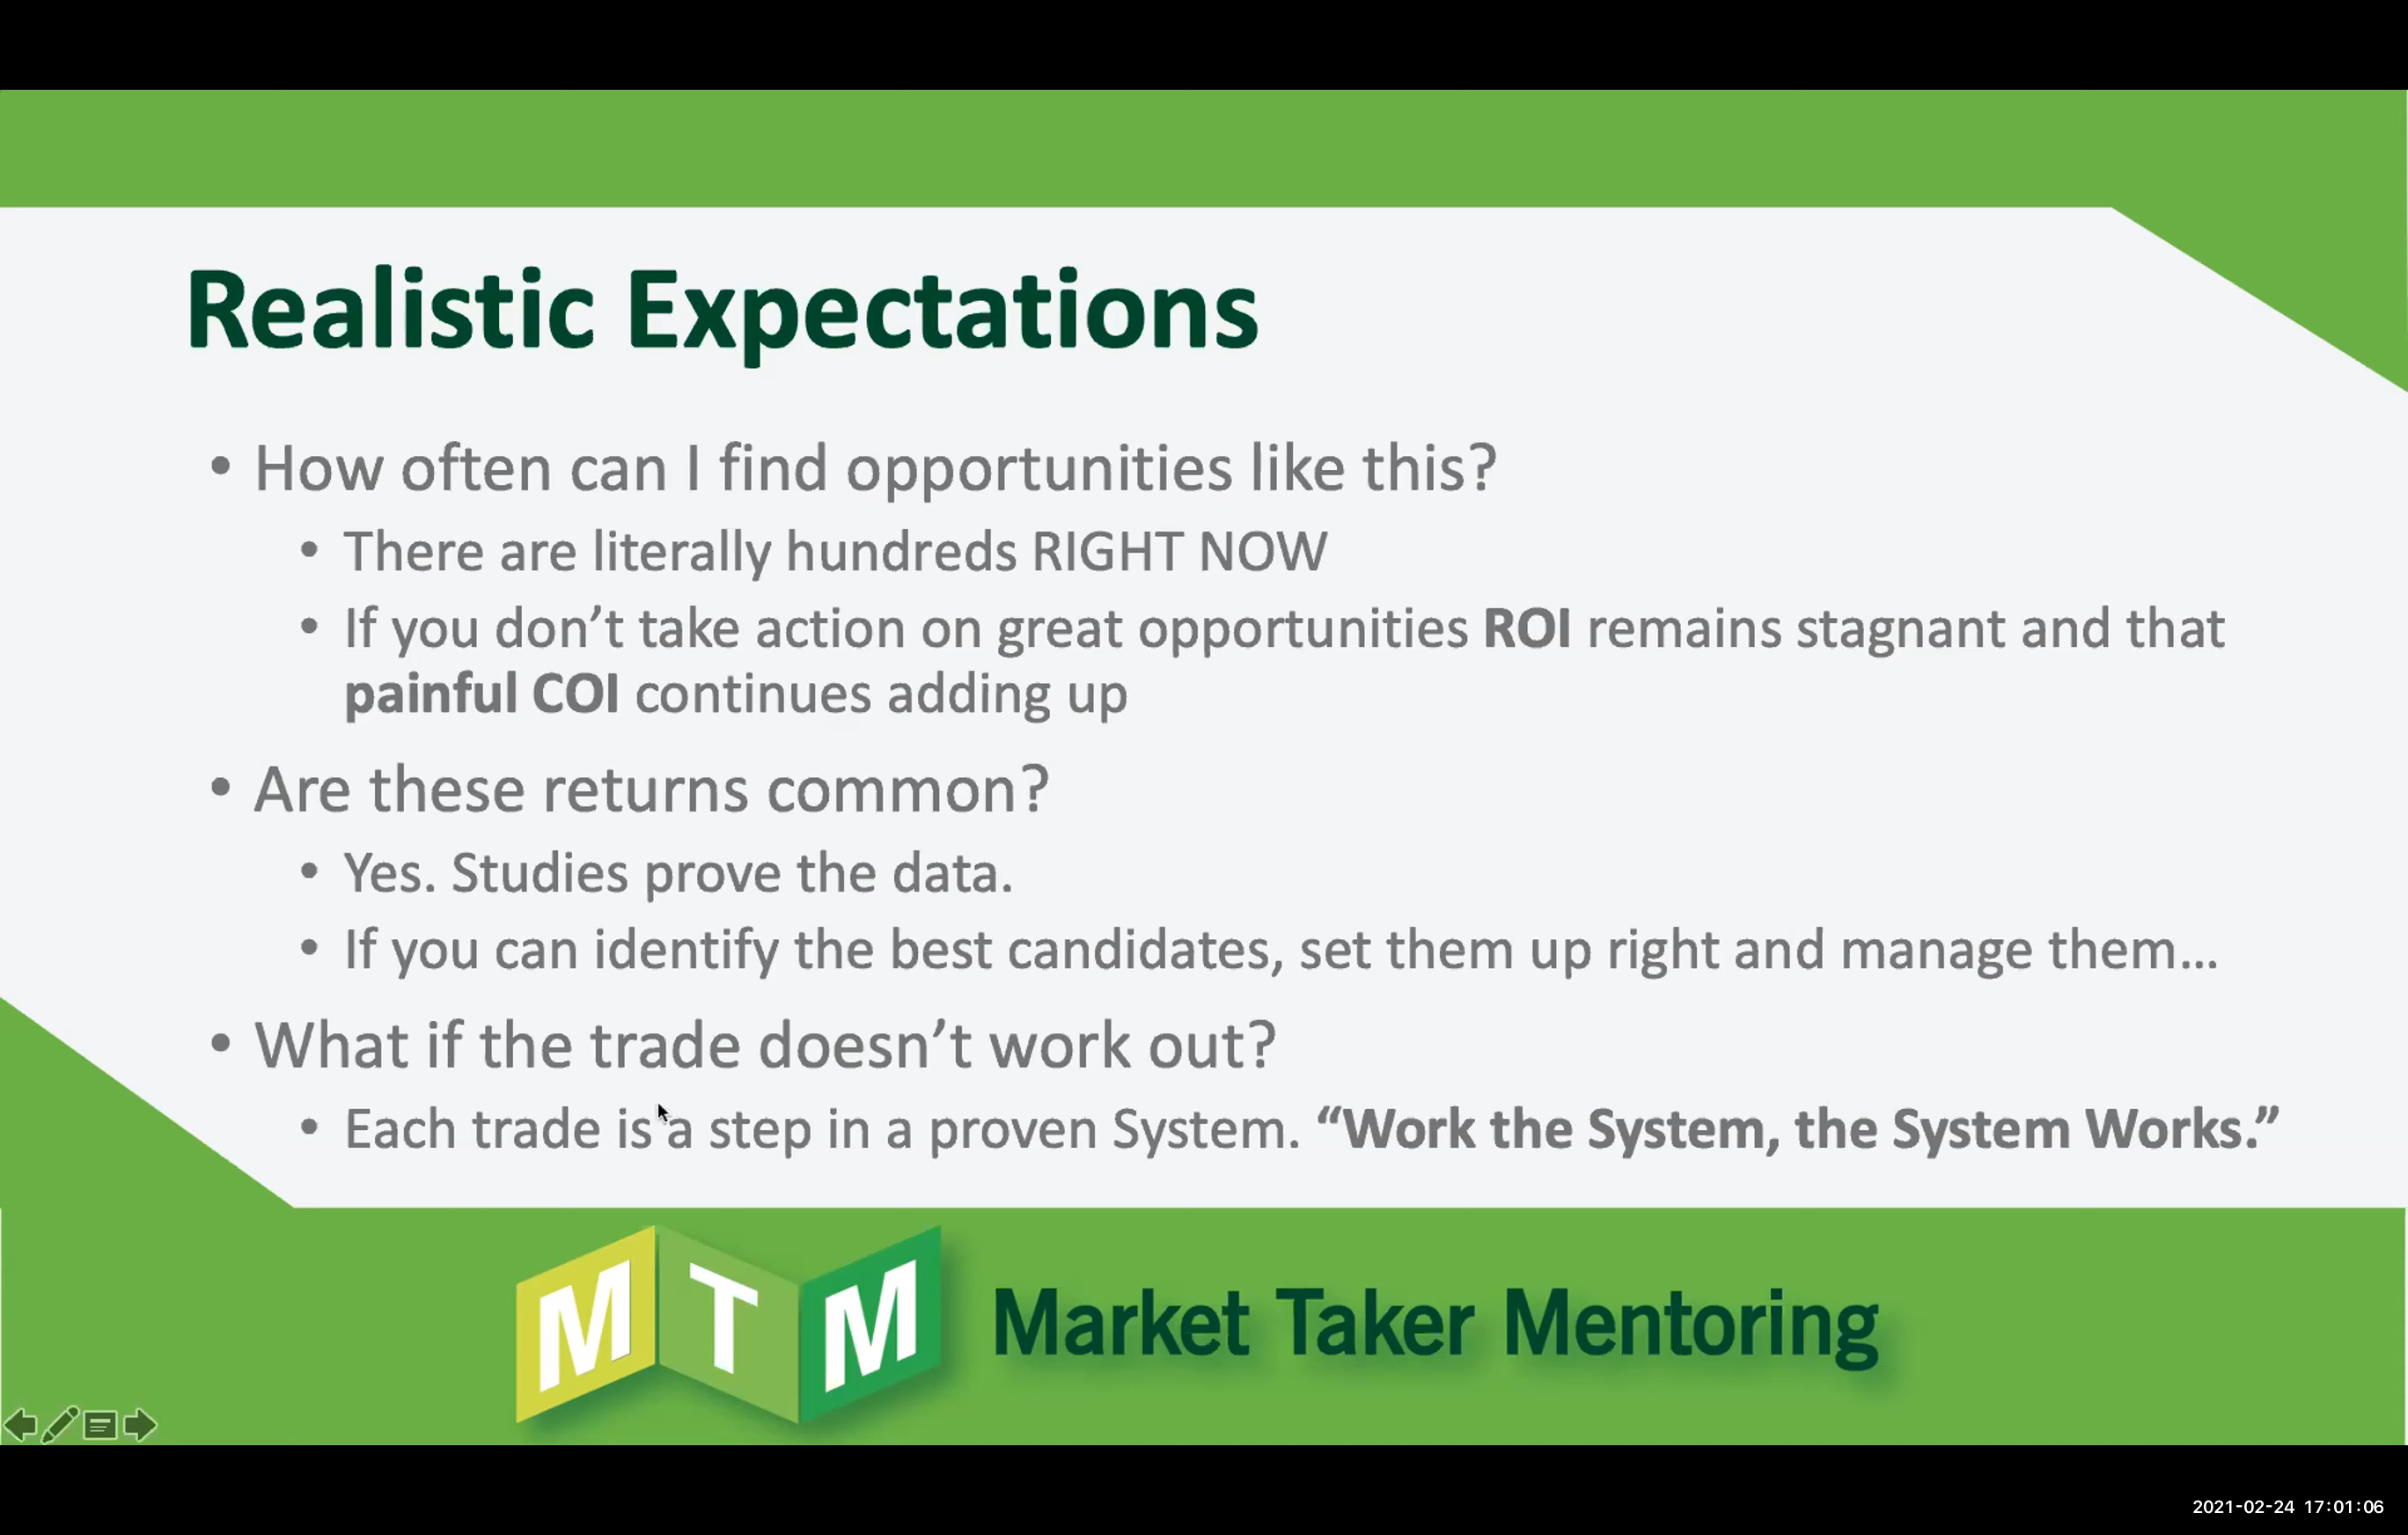 Realistic Expectations
• How often can I find opportunities like this?
• There are literally hundreds RIGHT NOW
• If you don’t take action on great opportunities ROI remains stagnant and that
painful COI continues adding up
• Are these returns common?
• Yes. Studies prove the data.
• If you can identify the best candidates, set them up right and manage them...
• What if the trade doesn’t work out?
• Each trade is a step in a proven System. “Work the System, the System Works.”
MTM Market Taker Mentoring
2021-02-24 17:01:06